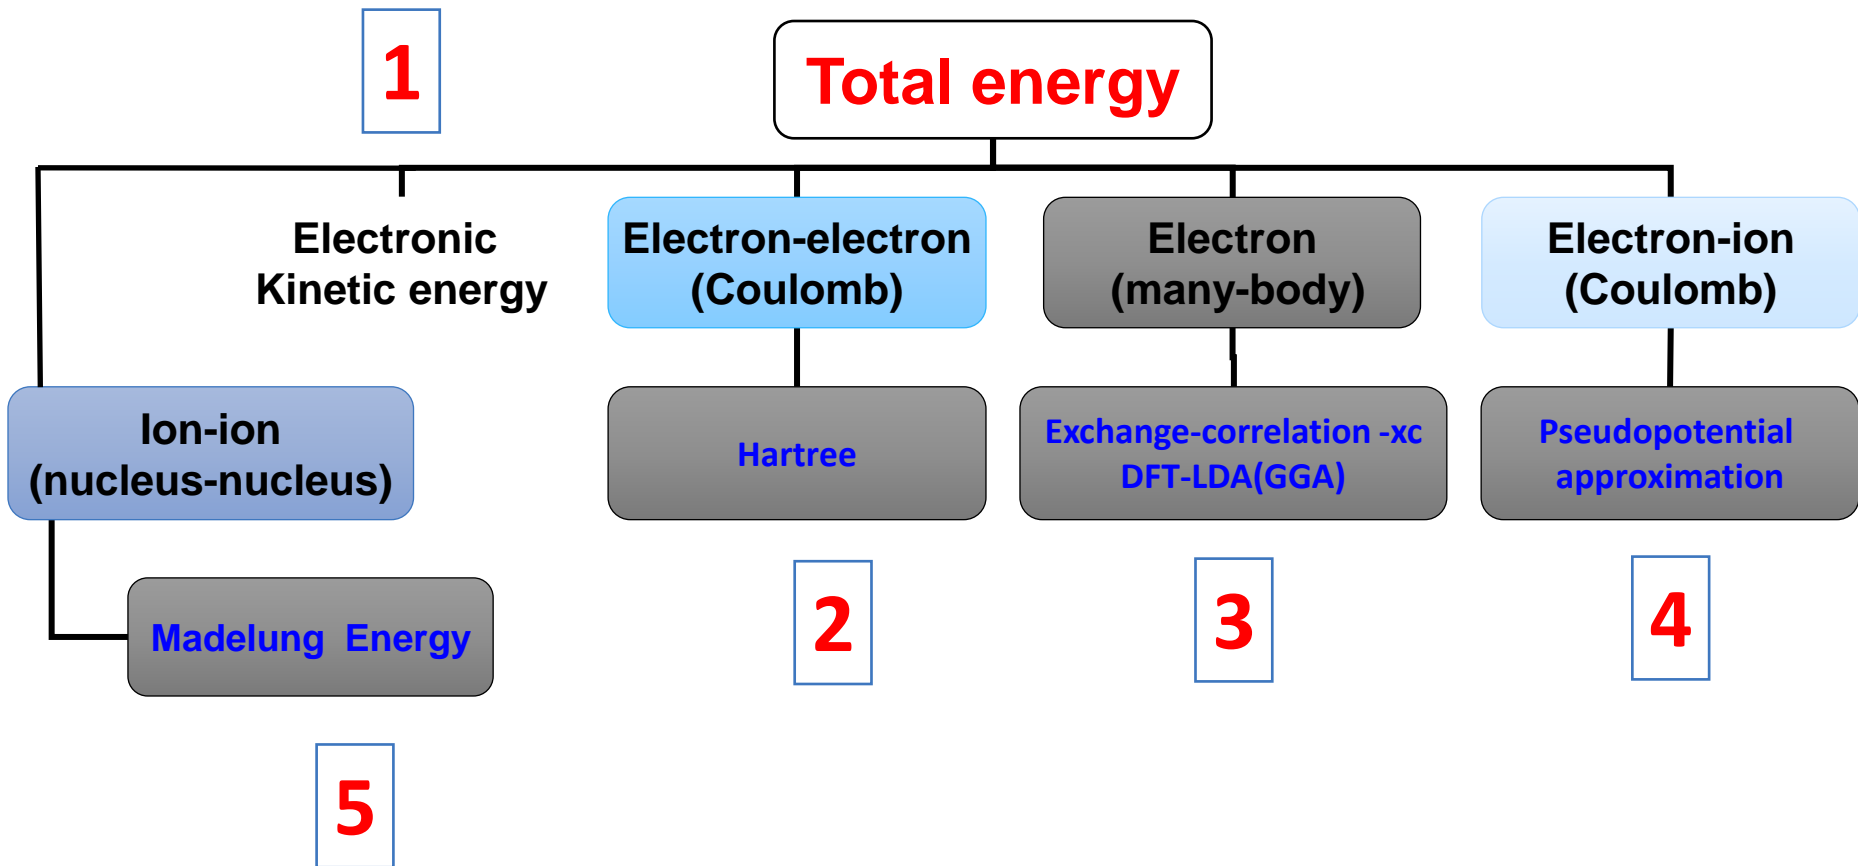 1
Total energy
Electronic
Kinetic energy
Electron-electron
(Coulomb)
Electron
(many-body)
Electron-ion
(Coulomb)
Ion-ion
(nucleus-nucleus)
Hartree
Exchange-correlation -xc
DFT-LDA(GGA)
Pseudopotential
approximation
Madelung Energy
2
3
4
5